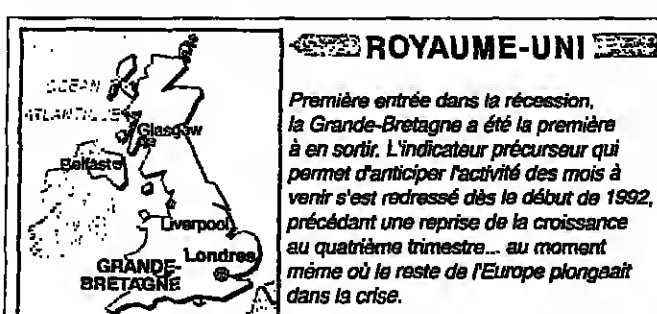 ROYAUME-UNI
Première entrée dans la récession,
la Grande-Bretagne a été la première
à en sortir. L'indicateur précurseur qui
permet d'anticiper l'activité des mois à
venir s'est redressé dès le début de 1992,
précédant une reprise de la croissance
au quatrième trimestre... au moment
même où le reste de l'Europe plongeait
dans la crise.
OCEAN
ATLANTIQUE
Glasgow
Belfast
Liverpool
Londres
GRANDE-
BRETAGNE